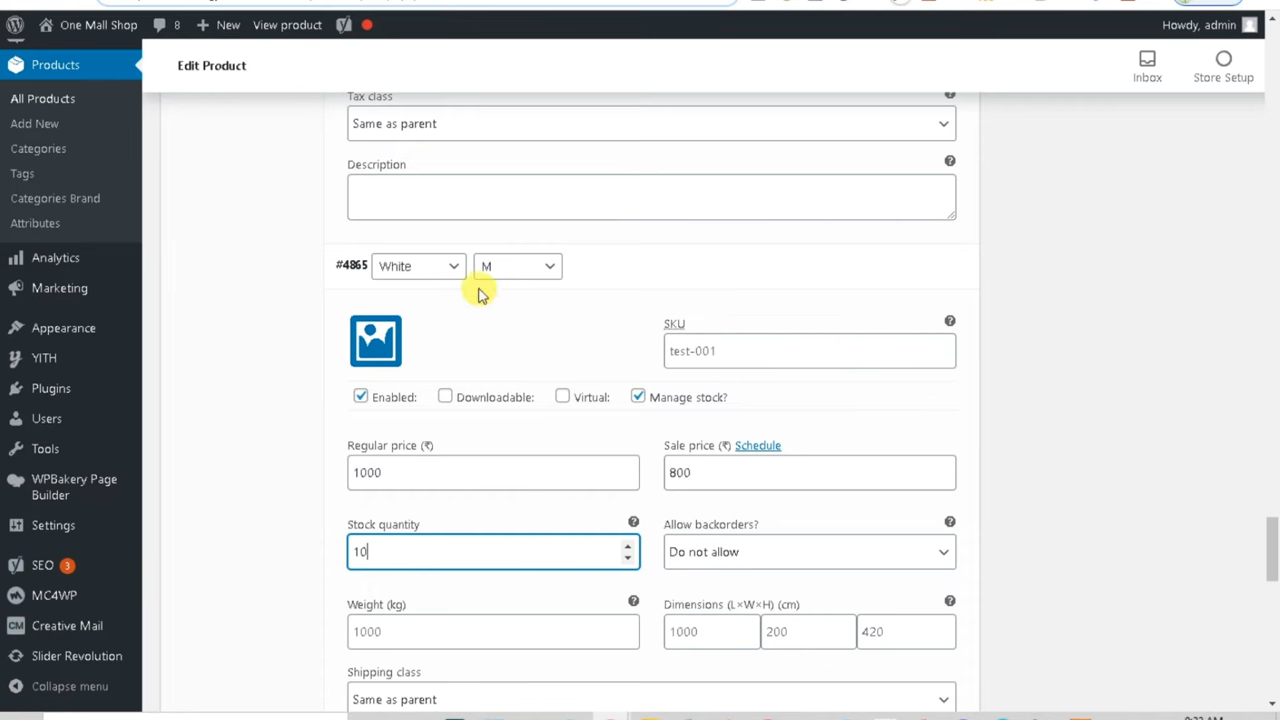 One Mall Shop 8 New View product Howdy, admin
Products
Edit Product
Inbox
Store Setup
All Products
Add New
Categories
Tags
Categories Brand
Attributes
Analytics
Marketing
Appearance
YITH
Plugins
Users
Tools
WPBakery Page
Builder
Settings
SEO 3
MC4WP
CM Creative Mail
Slider Revolution
Collapse menu
Tax class
Same as parent
Description
#4865 White M
SKU
test-001
Enabled: Downloadable: Virtual: Manage stock?
Regular price (₹)
1000
Sale price (₹) Schedule
800
Stock quantity
10
Allow backorders?
Do not allow
Weight (kg)
1000
Dimensions (L×W×H) (cm)
1000 200 420
Shipping class
Same as parent